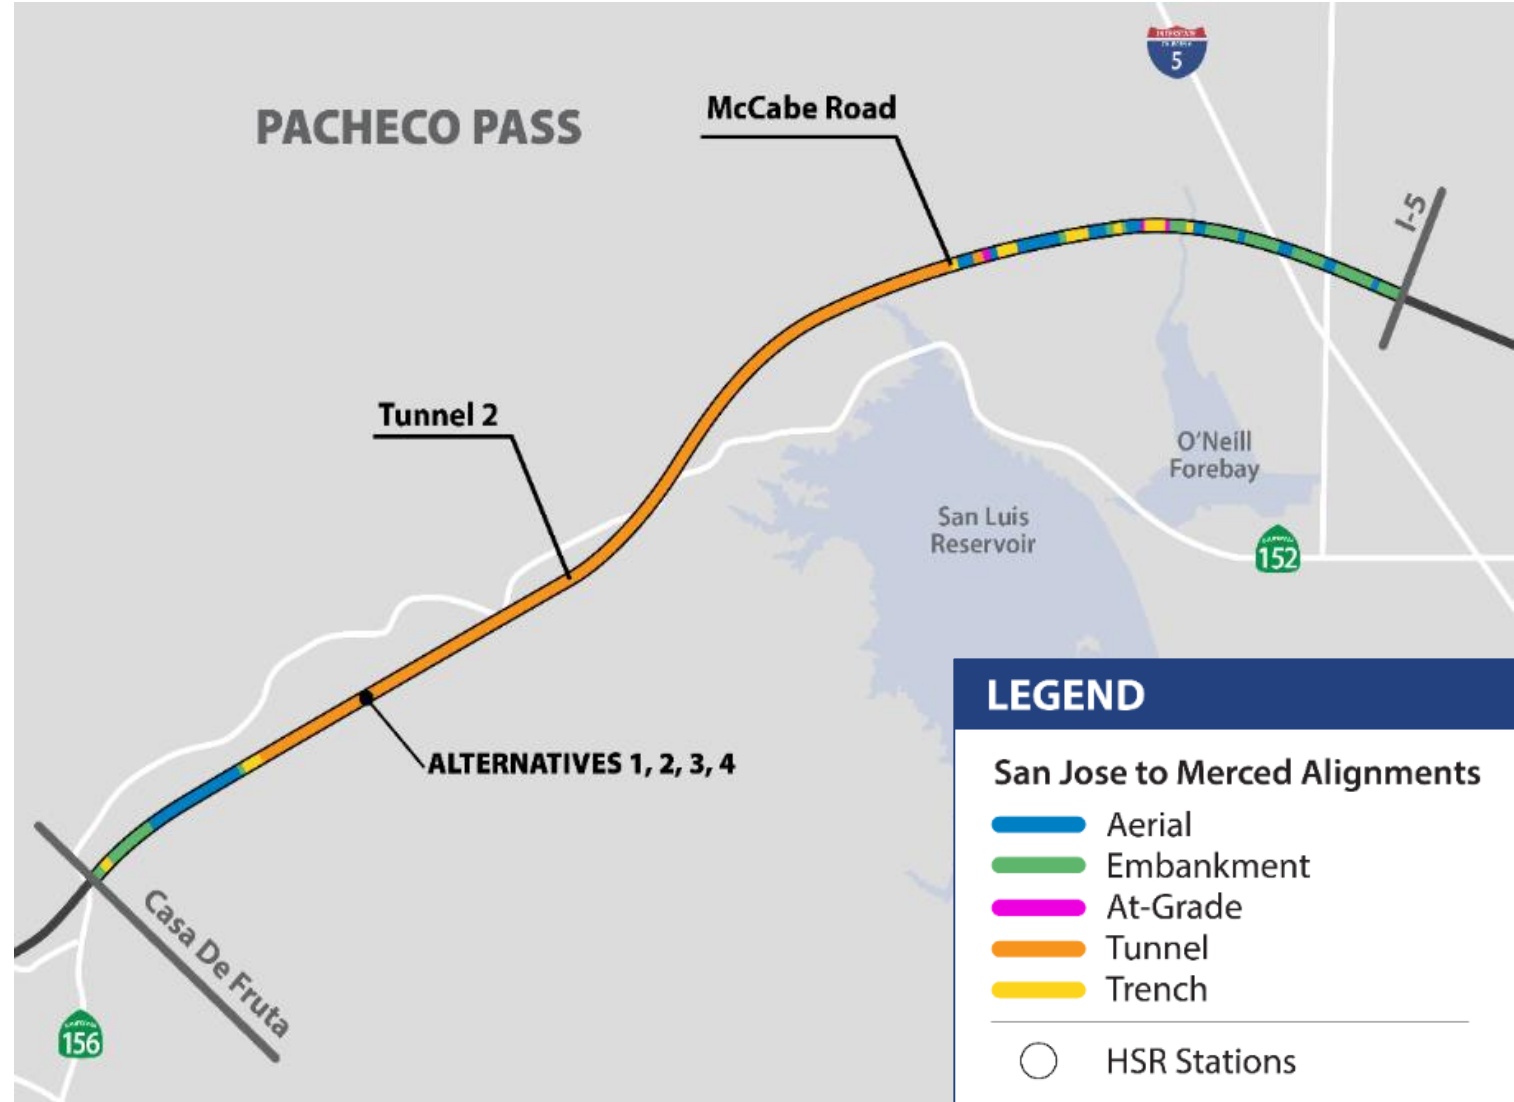 5
McCabe Road
PACHECO PASS
I-5
Tunnel 2
O'Neill
Forebay
San Luis
Reservoir
152
ALTERNATIVES 1, 2, 3, 4
Casa De Fruta
156
LEGEND
San Jose to Merced Alignments
Aerial
Embankment
At-Grade
Tunnel
Trench
HSR Stations